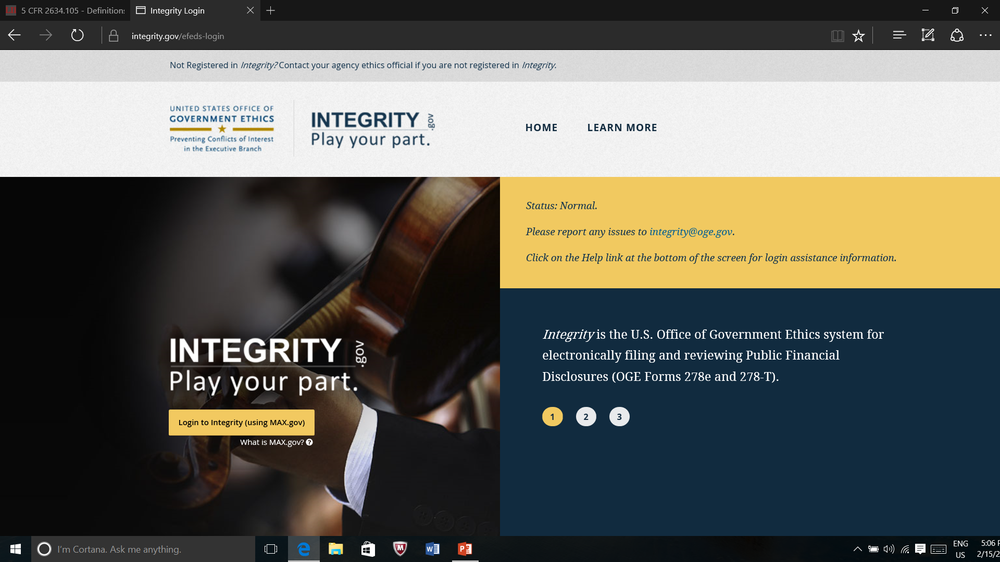 5 CFR 2634.105 - Definition
Integrity Login
integrity.gov/efeds-login
Not Registered in Integrity? Contact your agency ethics official if you are not registered in Integrity.
UNITED STATES OFFICE OF
GOVERNMENT ETHICS
Preventing Conflicts of Interest
in the Executive Branch
INTEGRITY.gov
Play your part.
HOME
LEARN MORE
Status: Normal.
Please report any issues to integrity@oge.gov.
Click on the Help link at the bottom of the screen for login assistance information.
INTEGRITY.gov
Play your part.
Login to Integrity (using MAX.gov)
What is MAX.gov? ?
Integrity is the U.S. Office of Government Ethics system for
electronically filing and reviewing Public Financial
Disclosures (OGE Forms 278e and 278-T).
1 2 3
I'm Cortana. Ask me anything.
ENG
US
5:06
2/15/2